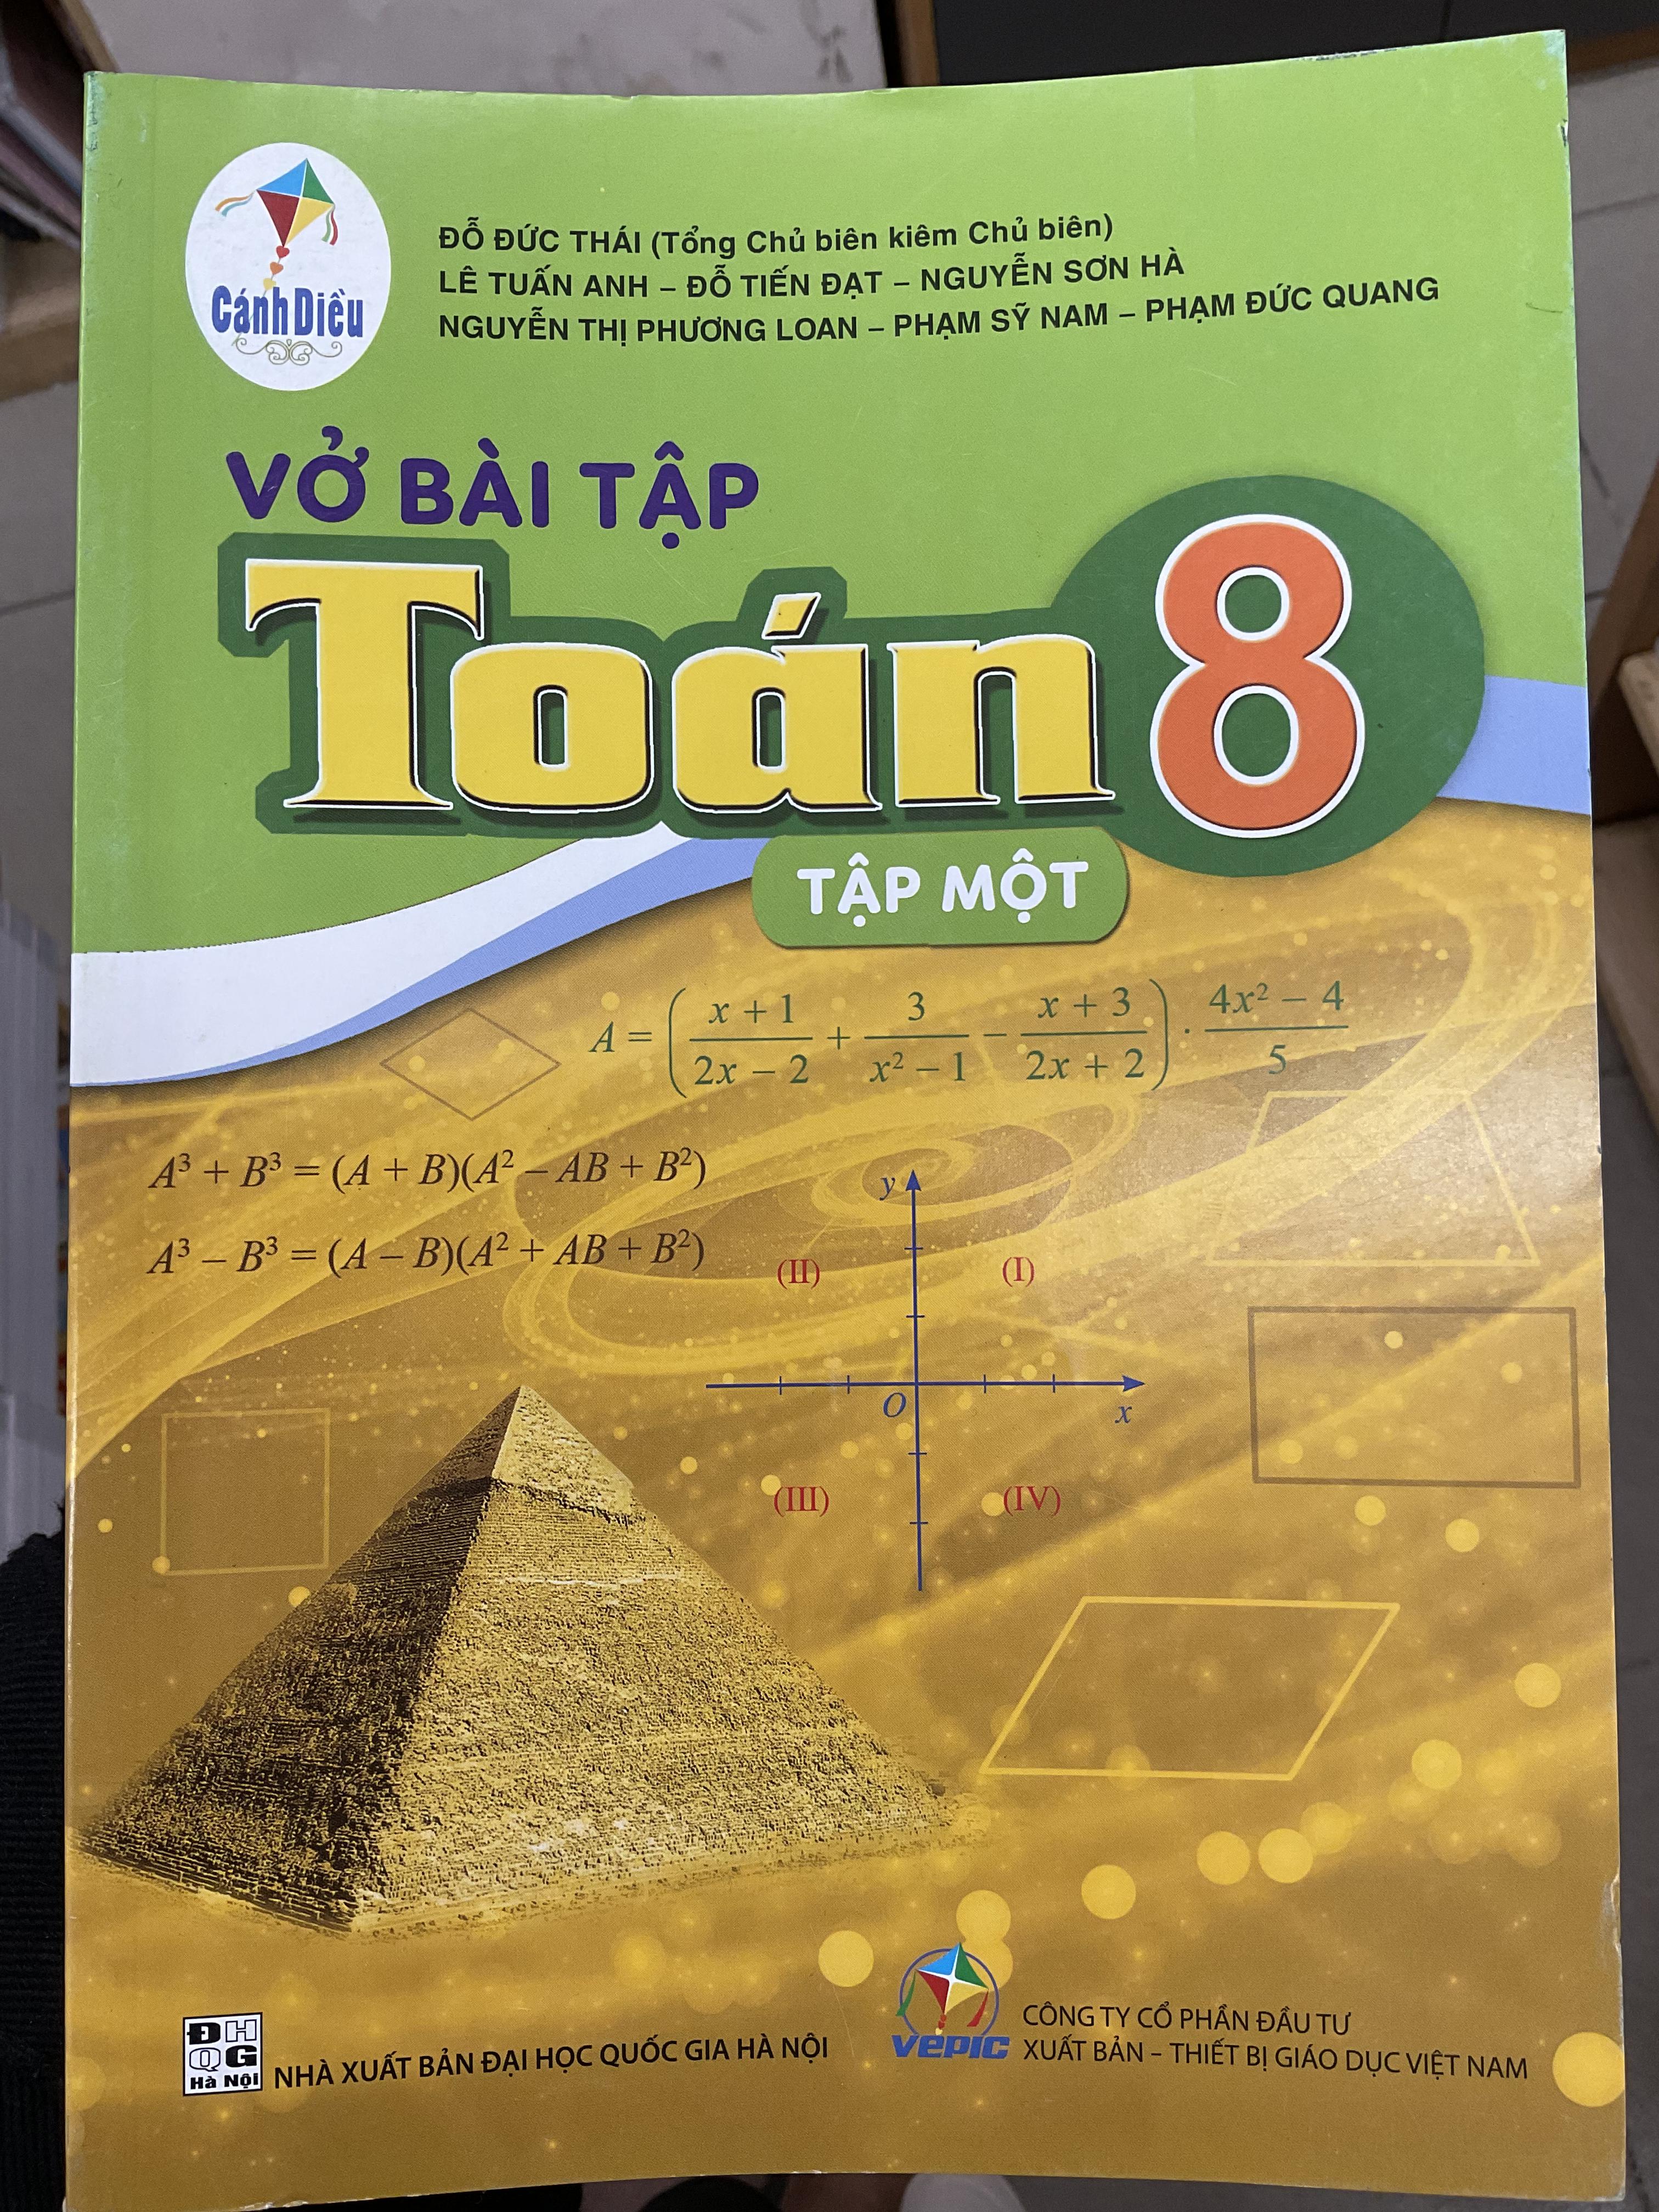 Cánh Diều
ĐỖ ĐỨC THÁI (Tổng Chủ biên kiêm Chủ biên)
LÊ TUẤN ANH – ĐỖ TIẾN ĐẠT – NGUYỄN SƠN HÀ
NGUYỄN THỊ PHƯƠNG LOAN – PHẠM SỸ NAM – PHẠM ĐỨC QUANG
VỞ BÀI TẬP
Toán 8
TẬP MỘT
A = ((x + 1)/(2x – 2) + 3/(x² – 1) – (x + 3)/(2x + 2)) · (4x² – 4)/5
A³ + B³ = (A + B)(A² – AB + B²)
A³ – B³ = (A – B)(A² + AB + B²)
y
(II) (I)
O x
(III) (IV)
ĐH
QG
Hà Nội
NHÀ XUẤT BẢN ĐẠI HỌC QUỐC GIA HÀ NỘI
VEPIC
CÔNG TY CỔ PHẦN ĐẦU TƯ
XUẤT BẢN – THIẾT BỊ GIÁO DỤC VIỆT NAM